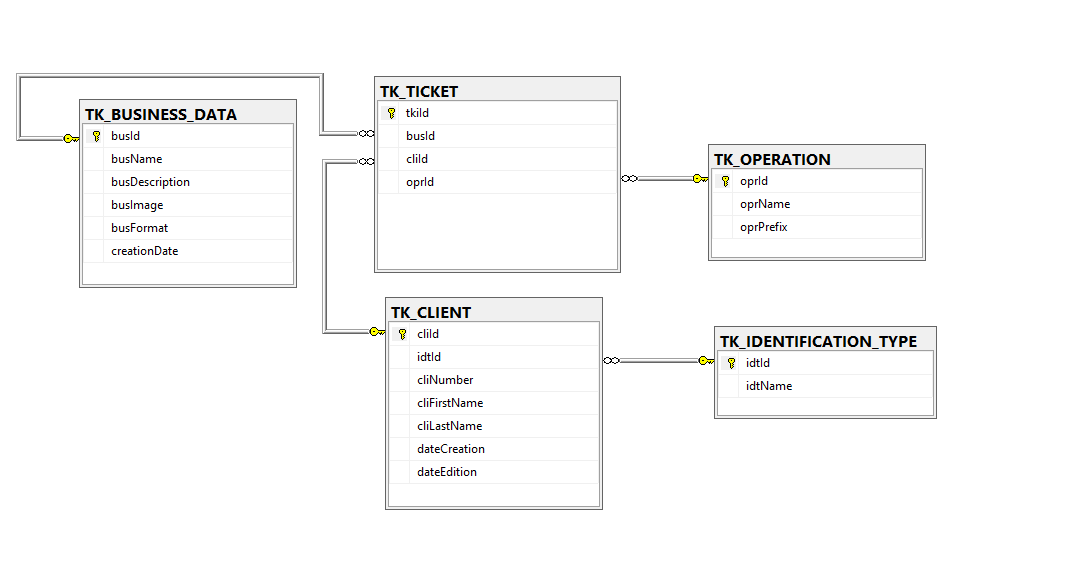 TK_BUSINESS_DATA
busId
busName
busDescription
busImage
busFormat
creationDate
TK_TICKET
tkiId
busId
cliId
oprId
TK_OPERATION
oprId
oprName
oprPrefix
TK_CLIENT
cliId
idtId
cliNumber
cliFirstName
cliLastName
dateCreation
dateEdition
TK_IDENTIFICATION_TYPE
idtId
idtName